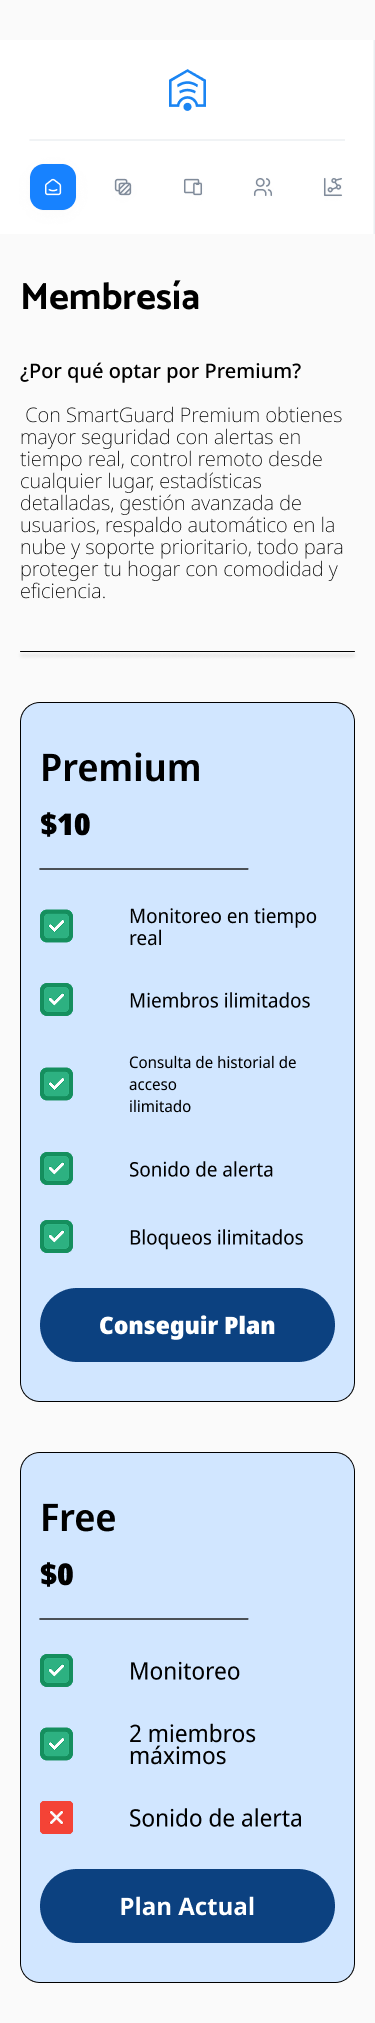 Membresía
¿Por qué optar por Premium?
Con SmartGuard Premium obtienes
mayor seguridad con alertas en
tiempo real, control remoto desde
cualquier lugar, estadísticas
detalladas, gestión avanzada de
usuarios, respaldo automático en la
nube y soporte prioritario, todo para
proteger tu hogar con comodidad y
eficiencia.
Premium
$10
Monitoreo en tiempo
real
Miembros ilimitados
Consulta de historial de
acceso
ilimitado
Sonido de alerta
Bloqueos ilimitados
Conseguir Plan
Free
$0
Monitoreo
2 miembros
máximos
Sonido de alerta
Plan Actual